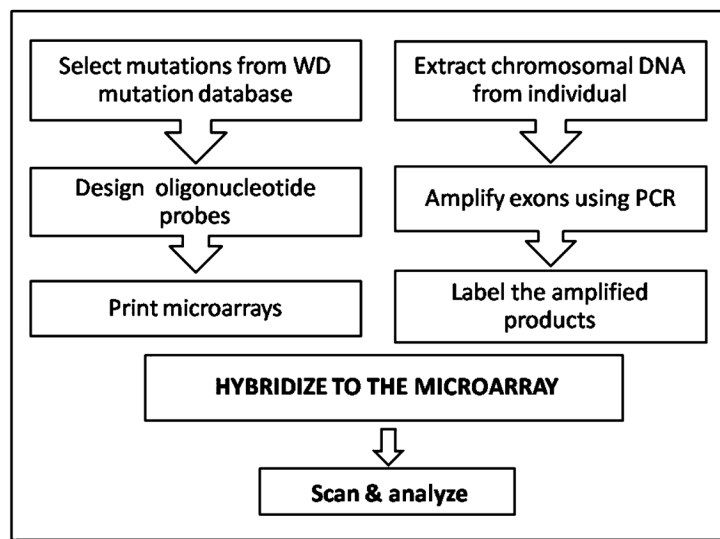 Select mutations from WD
mutation database
Design oligonucleotide
probes
Print microarrays
Extract chromosomal DNA
from individual
Amplify exons using PCR
Label the amplified
products
HYBRIDIZE TO THE MICROARRAY
Scan & analyze